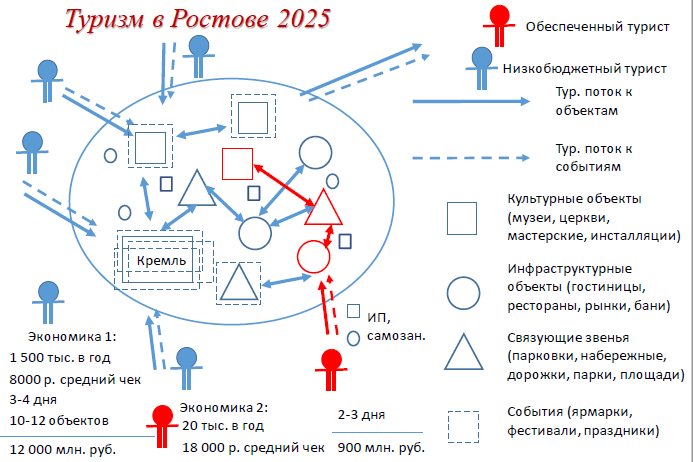 Туризм в Ростове 2025
Обеспеченный турист
Низкобюджетный турист
Тур. поток к
объектам
Тур. поток к
событиям
Культурные объекты
(музеи, церкви,
мастерские, инсталляции)
Инфраструктурные
объекты (гостиницы,
рестораны, рынки, бани)
Связующие звенья
(парковки, набережные,
дорожки, парки, площади)
События (ярмарки,
фестивали, праздники)
Кремль
ИП,
самозан.
Экономика 1:
1 500 тыс. в год
8000 р. средний чек
3-4 дня
10-12 объектов
12 000 млн. руб.
Экономика 2:
20 тыс. в год
18 000 р. средний чек
2-3 дня
900 млн. руб.